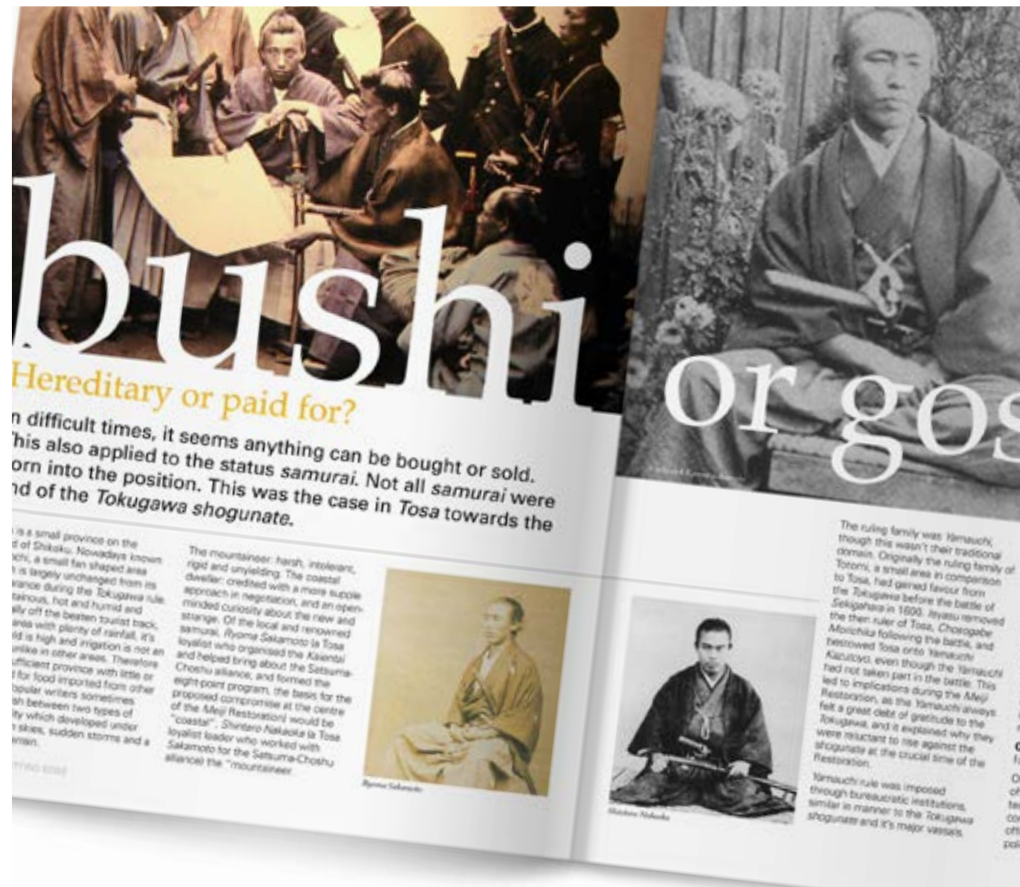 bushi
or gos
Hereditary or paid for?
n difficult times, it seems anything can be bought or sold.
This also applied to the status samurai. Not all samurai were
orn into the position. This was the case in Tosa towards the
nd of the Tokugawa shogunate.
is a small province on the
d of Shikoku. Nowadays known
chi, a small fan shaped area
is largely unchanged from its
rance during the Tokugawa rule.
tainous, hot and humid and
lly off the beaten tourist track,
area with plenty of rainfall, it's
ld is high and irrigation is not an
unlike in other areas. Therefore
ufficient province with little or
for food imported from other
opular writers sometimes
sh between two types of
ity which developed under
skies, sudden storms and a
errain.
The mountaineer: harsh, intolerant,
rigid and unyielding. The coastal
dweller: credited with a more supple
approach in negotiation, and an open-
minded curiosity about the new and
strange. Of the local and renowned
samurai, Ryoma Sakamoto (a Tosa
loyalist who organised the Kaientai
and helped bring about the Satsuma-
Choshu alliance, and formed the
eight-point program, the basis for the
proposed compromise at the centre
of the Meiji Restoration) would be
"coastal". Shintaro Nakaoka (a Tosa
loyalist leader who worked with
Sakamoto for the Satsuma-Choshu
alliance) the "mountaineer
Ryoma Sakamoto
Shintaro Nakaoka
The ruling family was Yamauchi,
though this wasn't their traditional
domain. Originally the ruling family of
Totomi, a small area in comparison
to Tosa, had gained favour from
the Tokugawa before the battle of
Sekigahara in 1600. Ieyasu removed
the then ruler of Tosa, Chosogabe
Morichika following the battle, and
bestowed Tosa onto Yamauchi
Kazutoyo, even though the Yamauchi
had not taken part in the battle. This
led to implications during the Meiji
Restoration, as the Yamauchi always
felt a great debt of gratitude to the
Tokugawa, and it explained why they
were reluctant to rise against the
shogunate at the crucial time of the
Restoration.
Yamauchi rule was imposed
through bureaucratic institutions,
similar in manner to the Tokugawa
shogunate and it's major vassals.